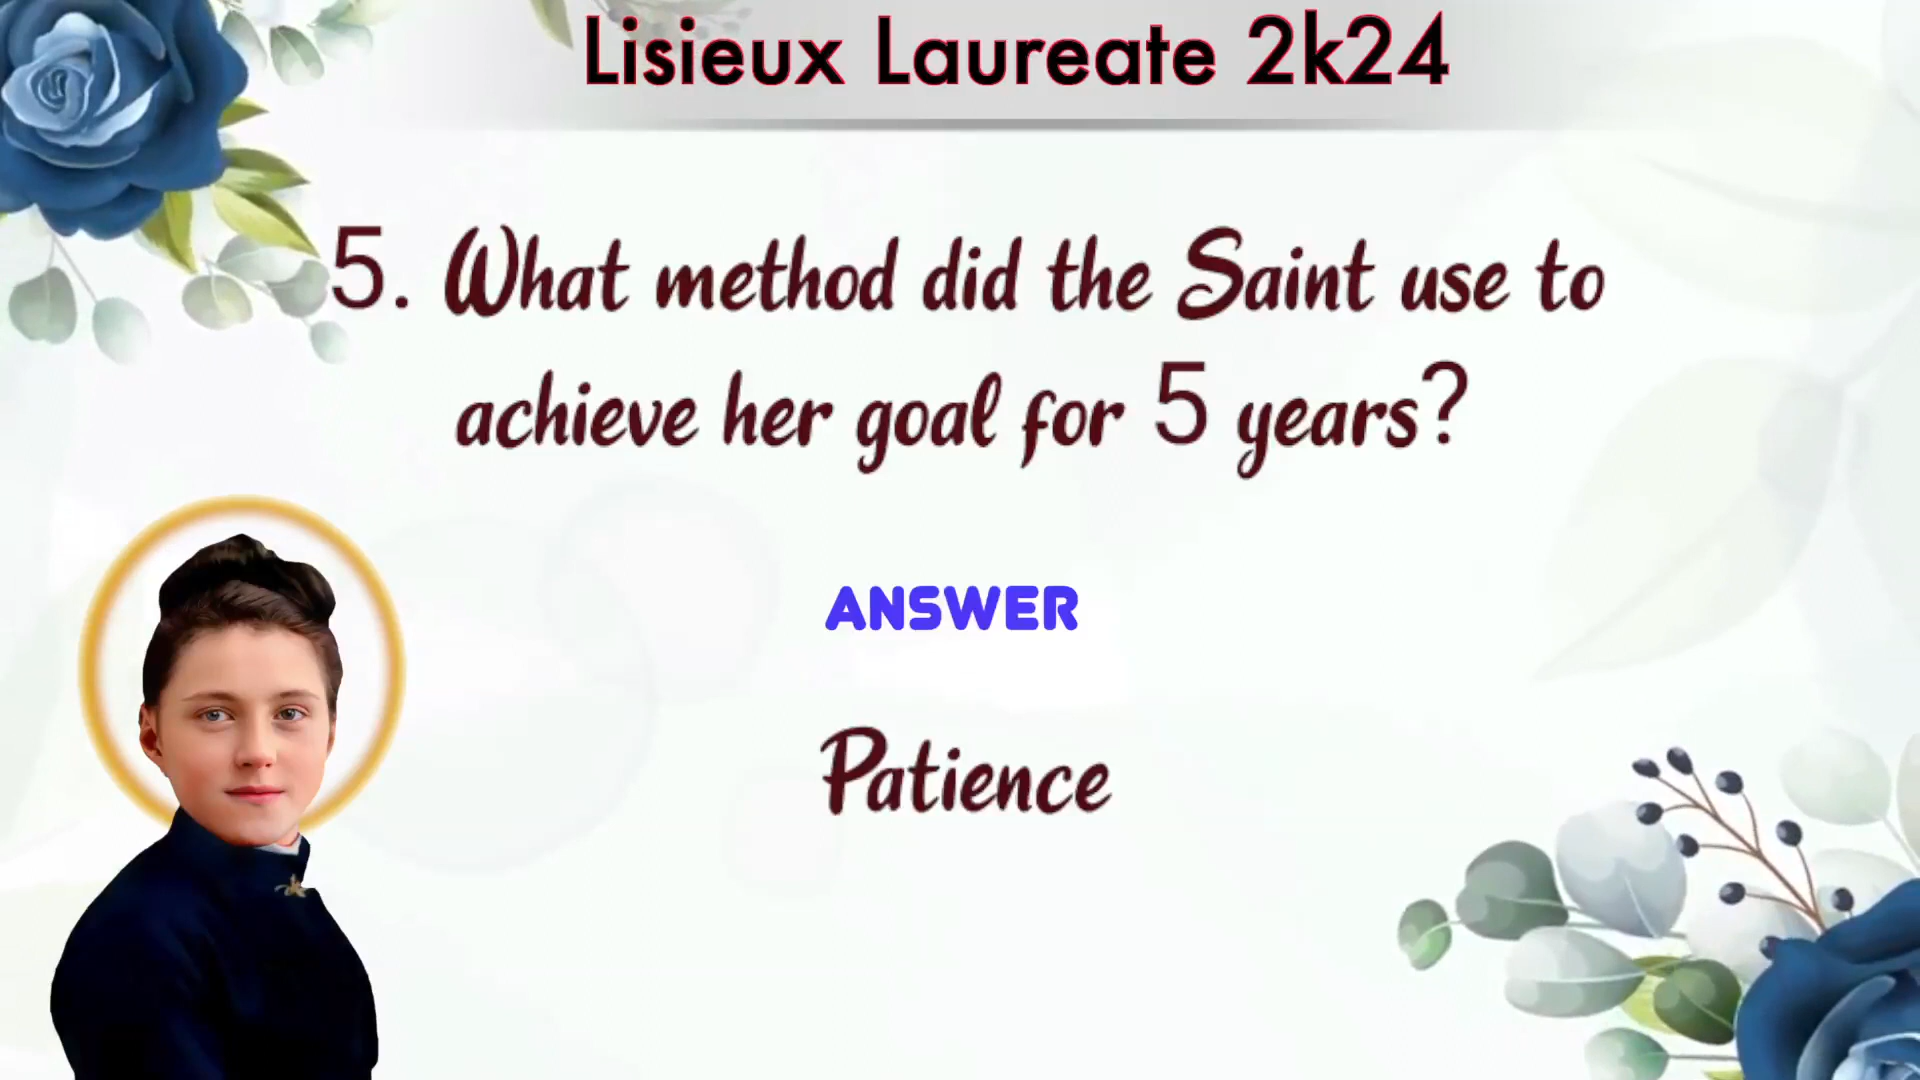 Lisieux Laureate 2k24
5. What method did the Saint use to
achieve her goal for 5 years?
ANSWER
Patience